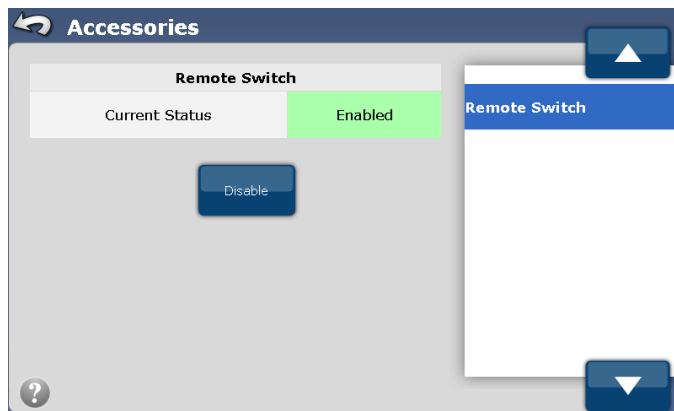 Accessories
Remote Switch
Current Status Enabled
Disable
Remote Switch
?